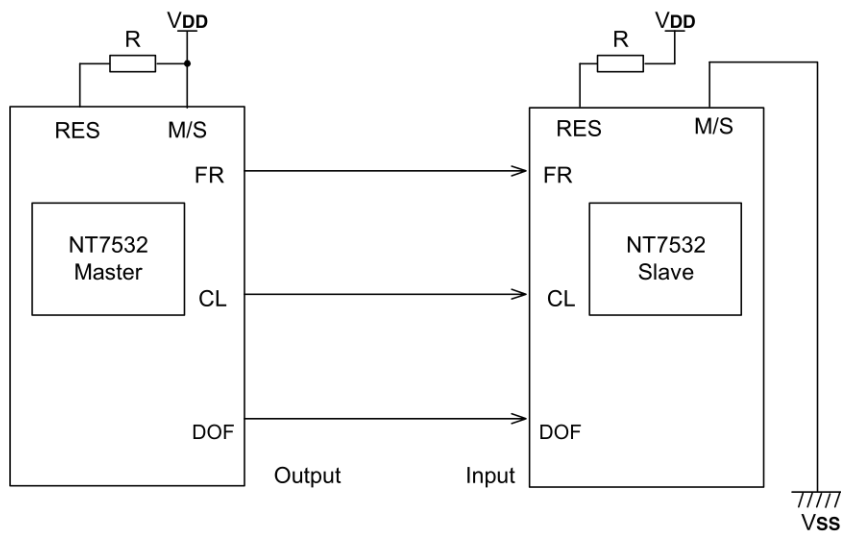 VDD
VDD
R
R
RES
M/S
RES
M/S
FR
FR
NT7532
Master
NT7532
Slave
CL
CL
DOF
DOF
Output
Input
VSS